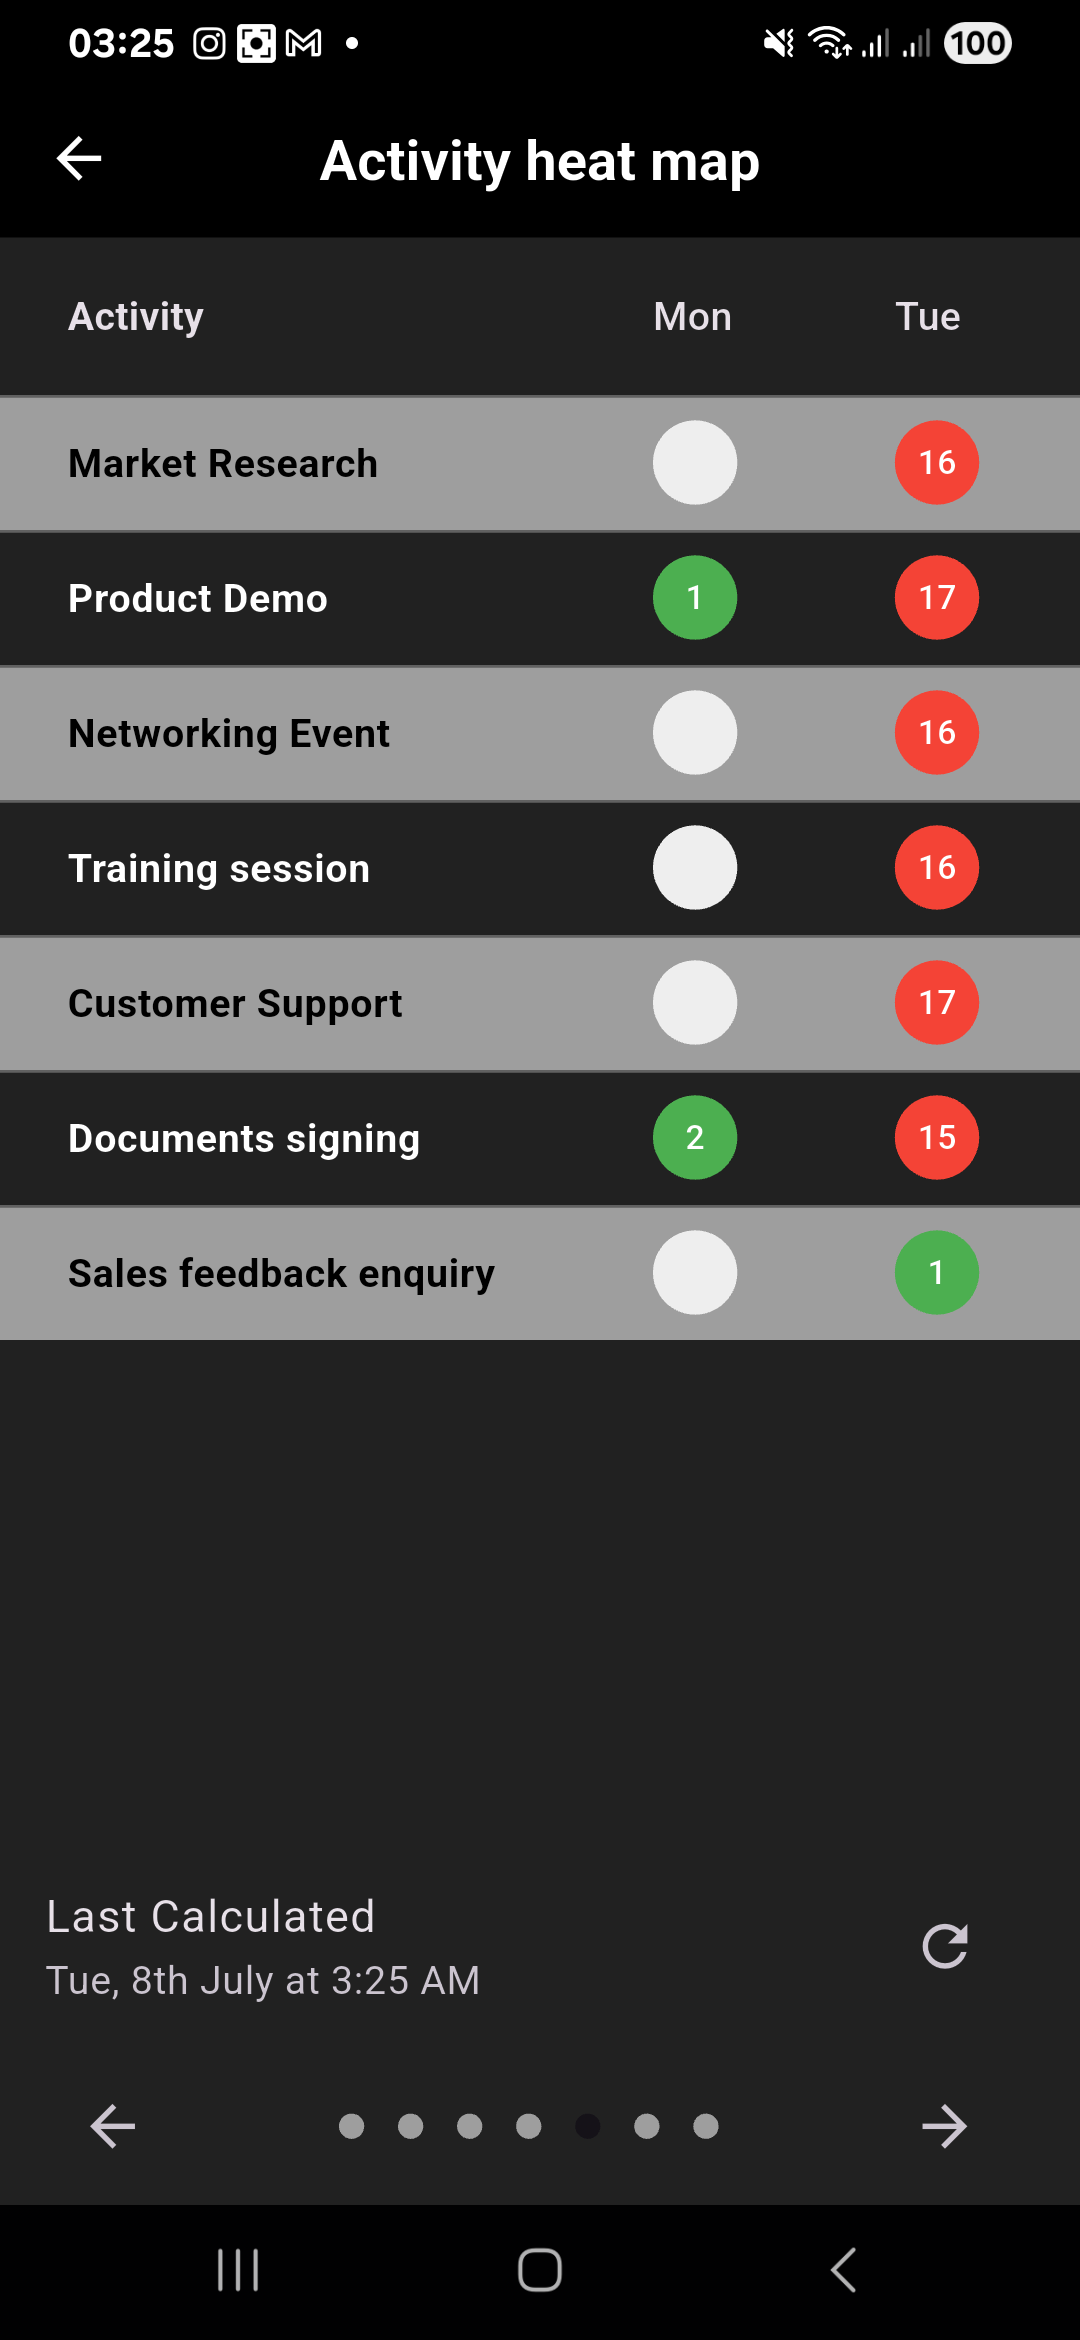 03:25 100
Activity heat map
Activity Mon Tue
Market Research 16
Product Demo 1 17
Networking Event 16
Training session 16
Customer Support 17
Documents signing 2 15
Sales feedback enquiry 1
Last Calculated
Tue, 8th July at 3:25 AM